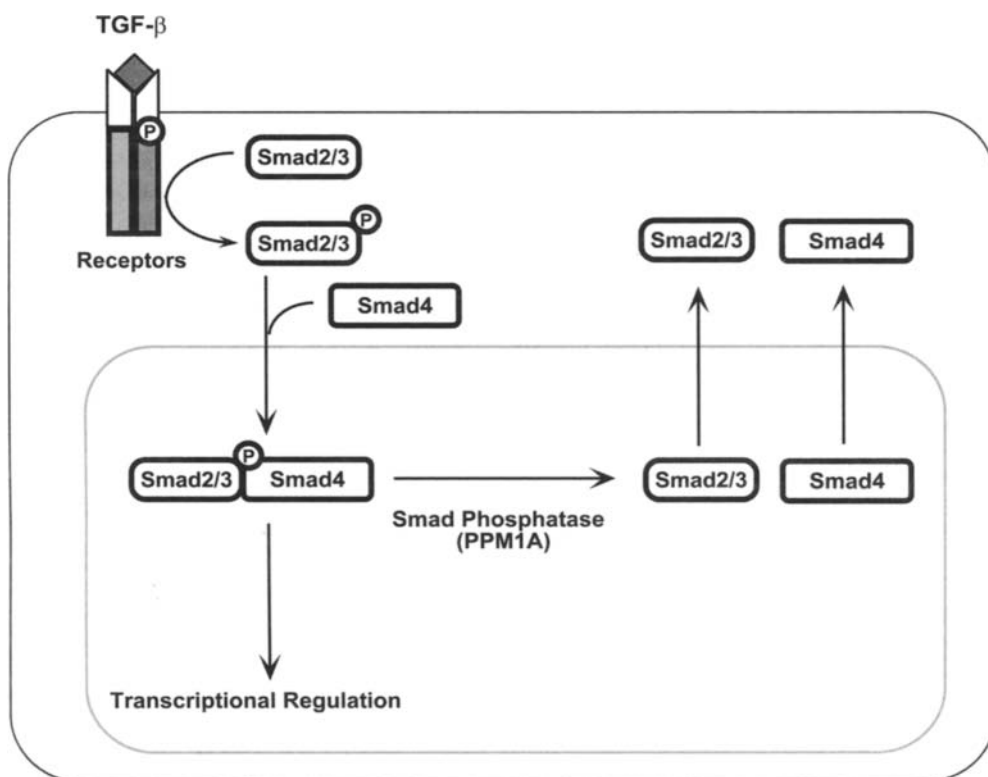 TGF-β
P
Smad2/3
P
Smad2/3
Receptors
Smad4
Smad2/3
Smad4
P
Smad2/3
Smad4
Smad Phosphatase
(PPM1A)
Smad2/3
Smad4
Transcriptional Regulation